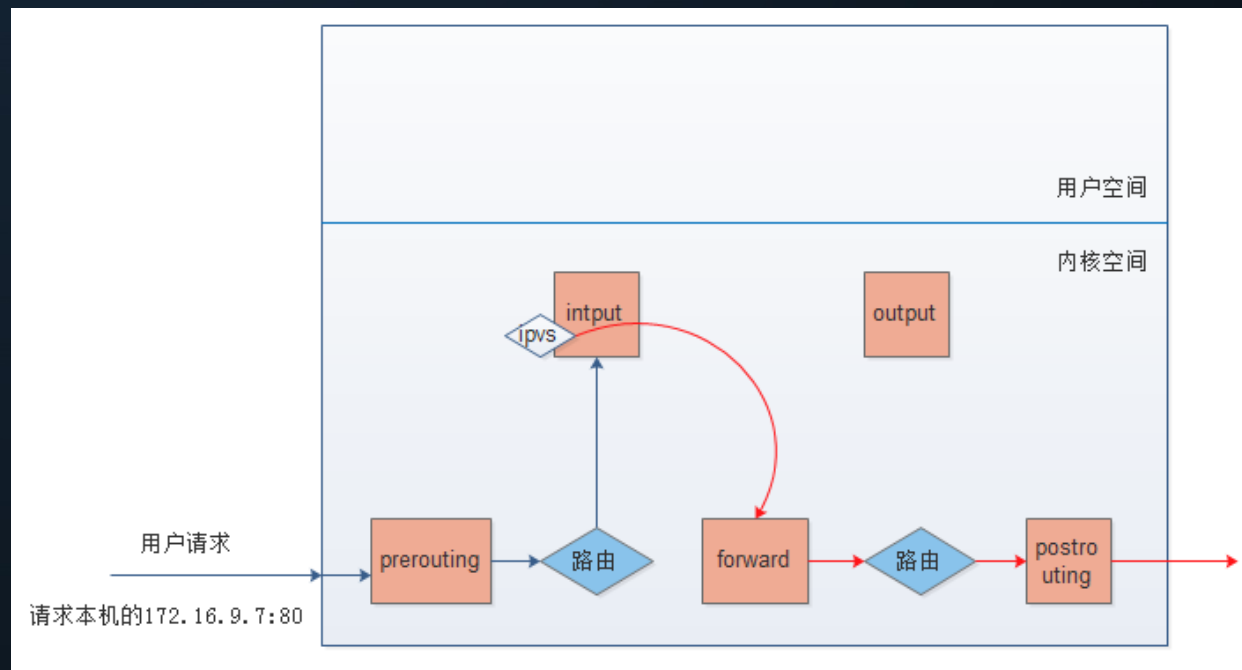 用户空间
内核空间
intput
output
ipvs
用户请求
prerouting
路由
forward
路由
postro
uting
请求本机的172.16.9.7:80